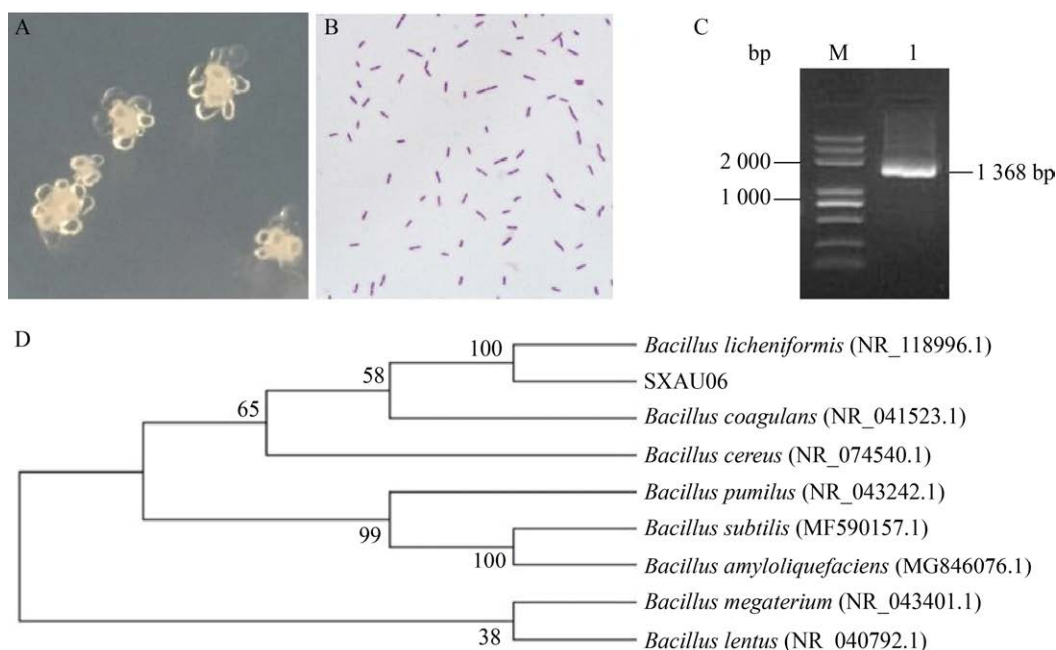 A
B
C
bp M 1
2 000
1 000
1 368 bp
D
100
58
65
99
100
38
Bacillus licheniformis (NR_118996.1)
SXAU06
Bacillus coagulans (NR_041523.1)
Bacillus cereus (NR_074540.1)
Bacillus pumilus (NR_043242.1)
Bacillus subtilis (MF590157.1)
Bacillus amyloliquefaciens (MG846076.1)
Bacillus megaterium (NR_043401.1)
Bacillus lentus (NR_040792.1)